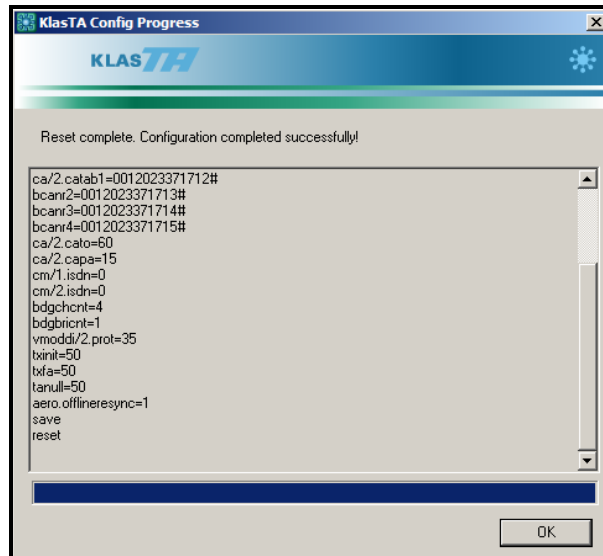 KlasTA Config Progress
KLASTA
Reset complete. Configuration completed successfully!
ca/2.catab1=0012023371712#
bcanr2=0012023371713#
bcanr3=0012023371714#
bcanr4=0012023371715#
ca/2.cato=60
ca/2.capa=15
cm/1.isdn=0
cm/2.isdn=0
bdgchcnt=4
bdgbricnt=1
vmoddi/2.prot=35
txinit=50
txfa=50
tanull=50
aero.offlineresync=1
save
reset
OK